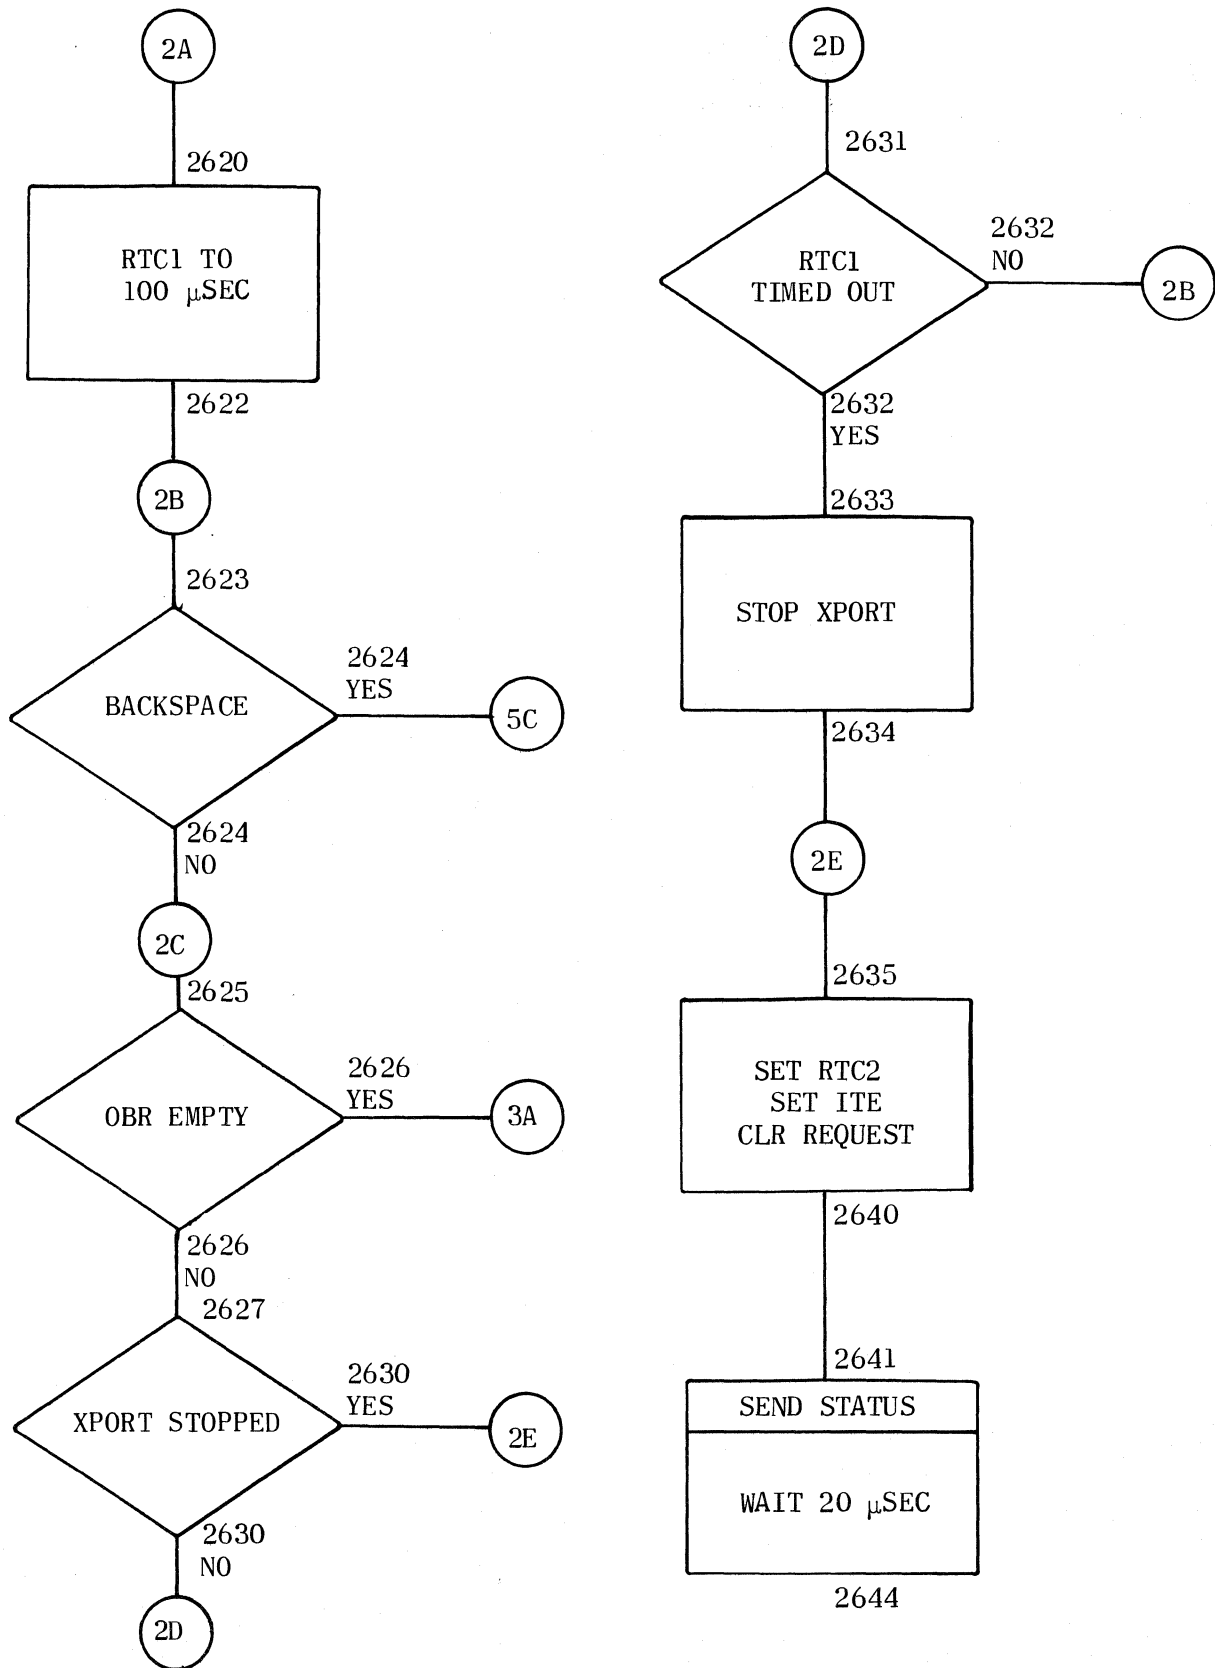 2A
2620
RTC1 TO
100 μSEC
2622
2B
2623
BACKSPACE
2624
YES
5C
2624
NO
2C
2625
OBR EMPTY
2626
YES
3A
2626
NO
2627
XPORT STOPPED
2630
YES
2E
2630
NO
2D
2D
2631
RTC1
TIMED OUT
2632
NO
2B
2632
YES
2633
STOP XPORT
2634
2E
2635
SET RTC2
SET ITE
CLR REQUEST
2640
2641
SEND STATUS
WAIT 20 μSEC
2644